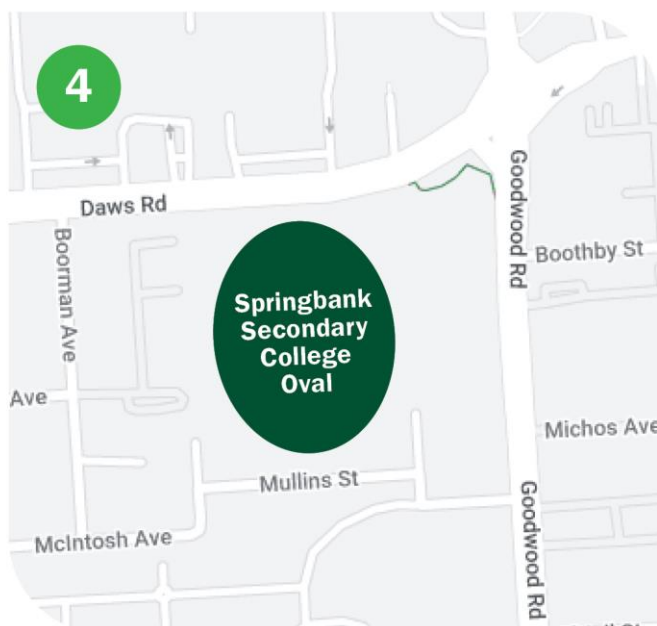 4
Daws Rd
Goodwood Rd
Boorman Ave
Boothby St
Springbank
Secondary
College
Oval
Ave
Michos Ave
Mullins St
Goodwood Rd
McIntosh Ave